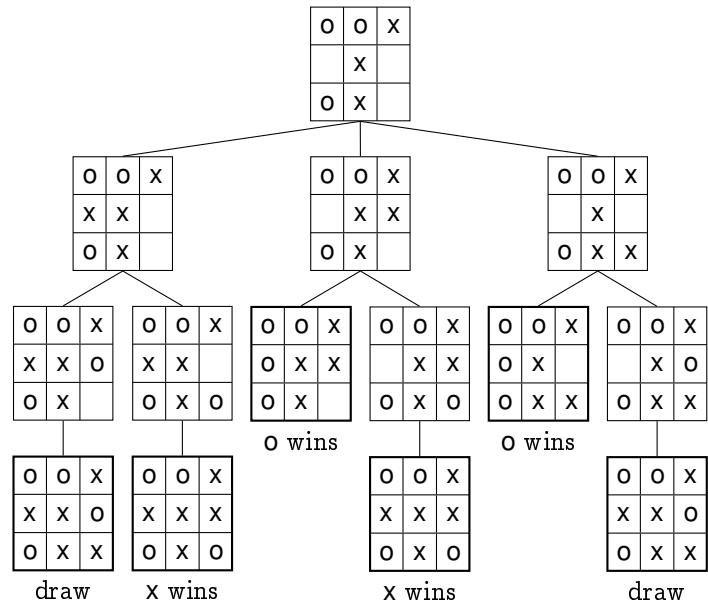 o o x
x
o x
o o x o o x o o x
x x x x x
o x o x o x x
o o x o o x o o x o o x o o x o o x
x x o x x o x x x x o x x o
o x o x o o x o x o o x x o x x
o wins o wins
o o x o o x o o x o o x
x x o x x x x x x x x o
o x x o x o o x o o x x
draw x wins x wins draw